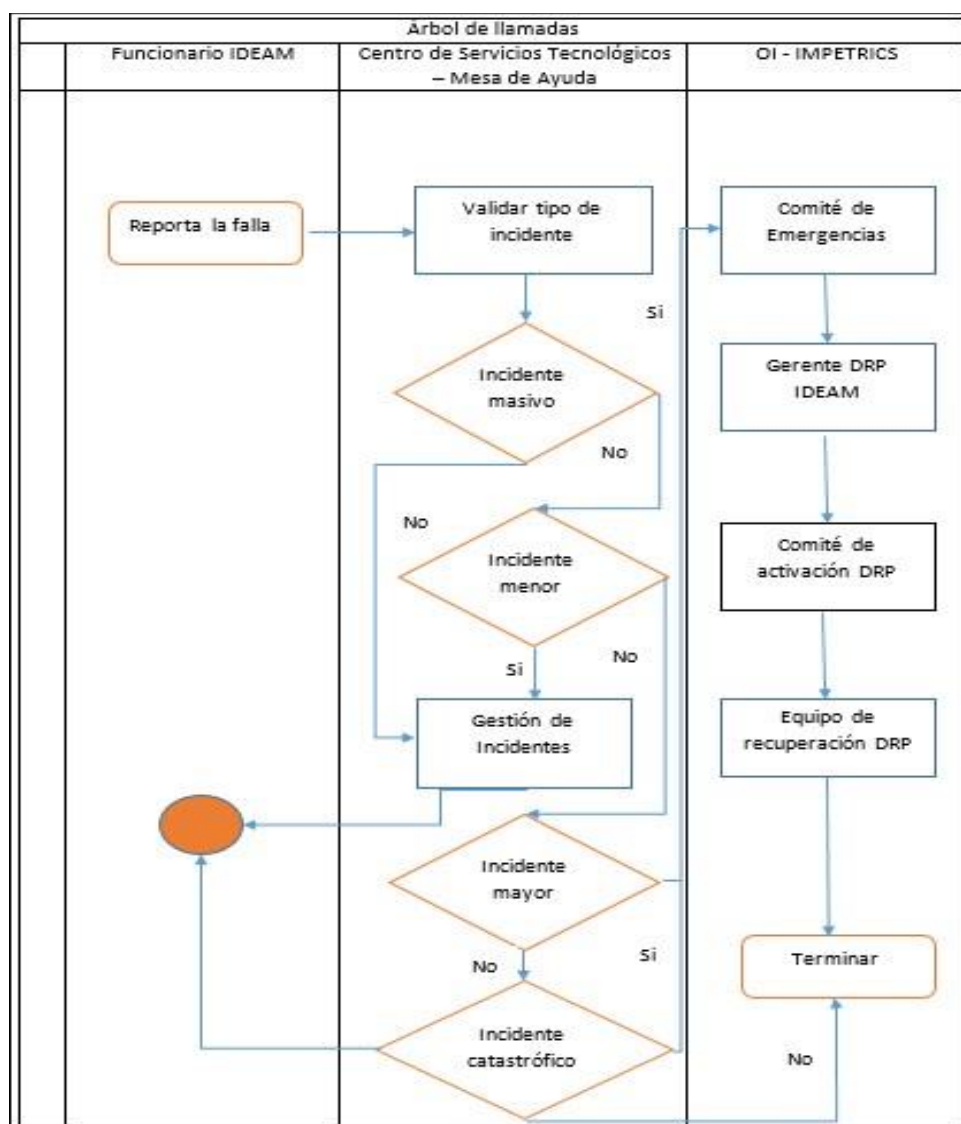 Árbol de llamadas
Funcionario IDEAM
Centro de Servicios Tecnológicos
– Mesa de Ayuda
OI - IMPETRICS
Reporta la falla
Validar tipo de
incidente
Comité de
Emergencias
Si
Incidente
masivo
Gerente DRP
IDEAM
No
No
Incidente
menor
Comité de
activación DRP
Si
No
Gestión de
Incidentes
Equipo de
recuperación DRP
Incidente
mayor
Si
No
Terminar
Incidente
catastrófico
No